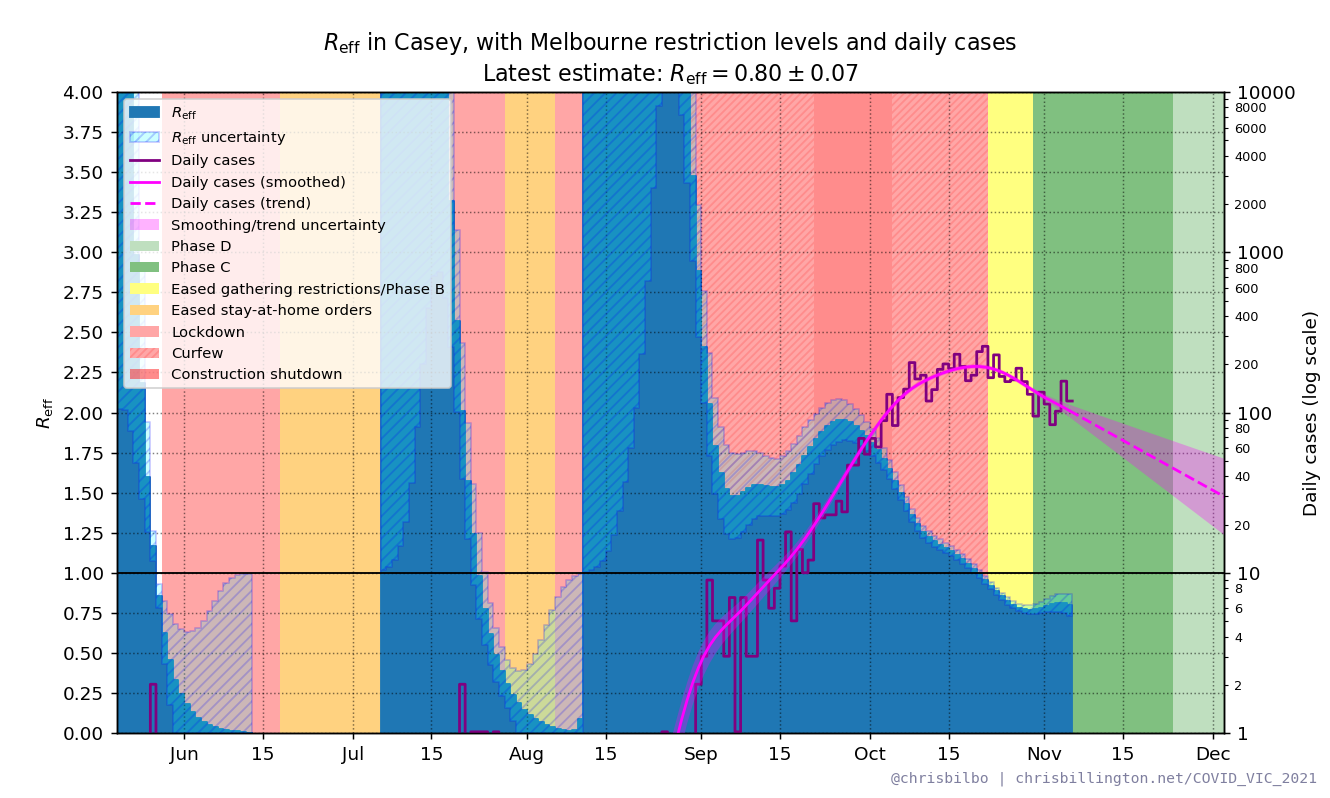 Reff in Casey, with Melbourne restriction levels and daily cases
Latest estimate: Reff = 0.80 ± 0.07
Reff
4.00
3.75
3.50
3.25
3.00
2.75
2.50
2.25
2.00
1.75
1.50
1.25
1.00
0.75
0.50
0.25
0.00
Reff
Reff uncertainty
Daily cases
Daily cases (smoothed)
Daily cases (trend)
Smoothing/trend uncertainty
Phase D
Phase C
Eased gathering restrictions/Phase B
Eased stay-at-home orders
Lockdown
Curfew
Construction shutdown
10000
8000
6000
4000
2000
1000
800
600
400
200
100
80
60
40
20
10
8
6
4
2
1
Daily cases (log scale)
Jun 15 Jul 15 Aug 15 Sep 15 Oct 15 Nov 15 Dec
@chrisbilbo | chrisbillington.net/COVID_VIC_2021